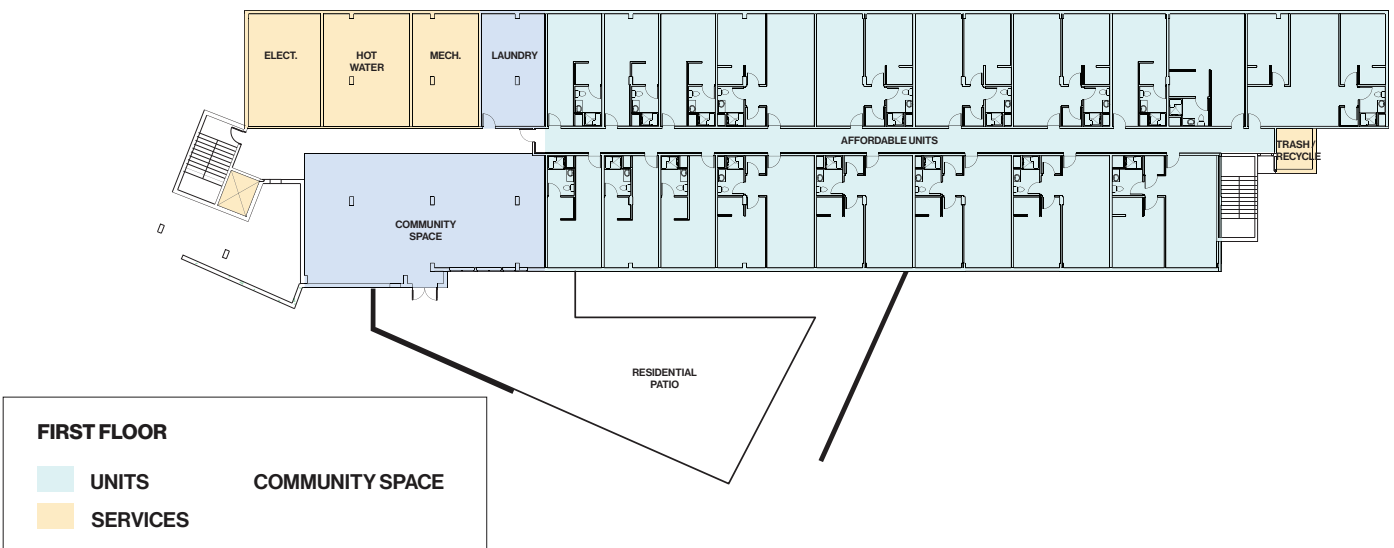 ELECT.
HOT
WATER
MECH.
LAUNDRY
AFFORDABLE UNITS
TRASH /
RECYCLE
COMMUNITY
SPACE
RESIDENTIAL
PATIO
FIRST FLOOR
UNITS
COMMUNITY SPACE
SERVICES